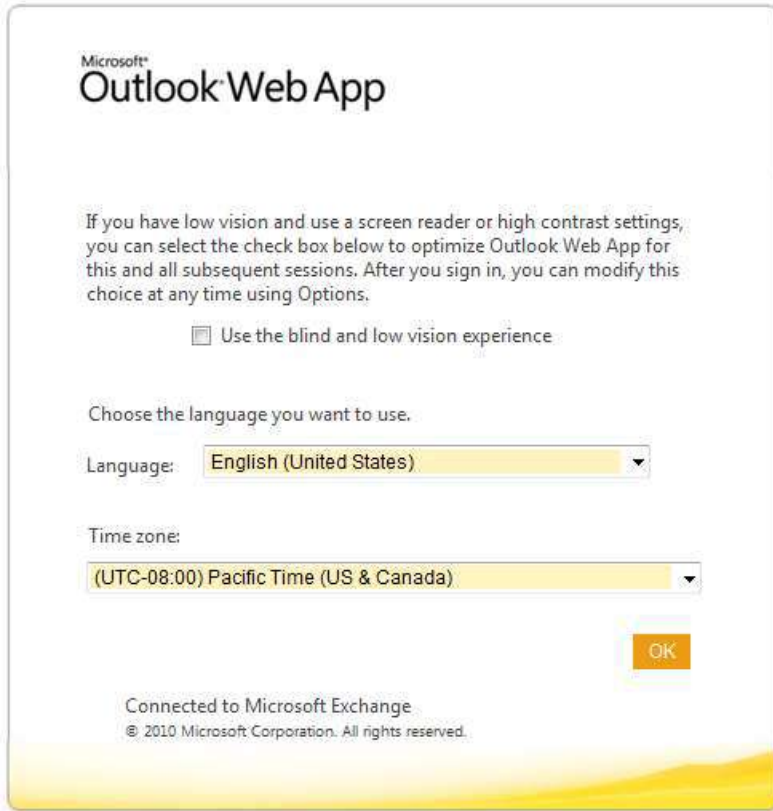 Microsoft®
Outlook Web App
If you have low vision and use a screen reader or high contrast settings,
you can select the check box below to optimize Outlook Web App for
this and all subsequent sessions. After you sign in, you can modify this
choice at any time using Options.
Use the blind and low vision experience
Choose the language you want to use.
Language: English (United States)
Time zone:
(UTC-08:00) Pacific Time (US & Canada)
OK
Connected to Microsoft Exchange
© 2010 Microsoft Corporation. All rights reserved.